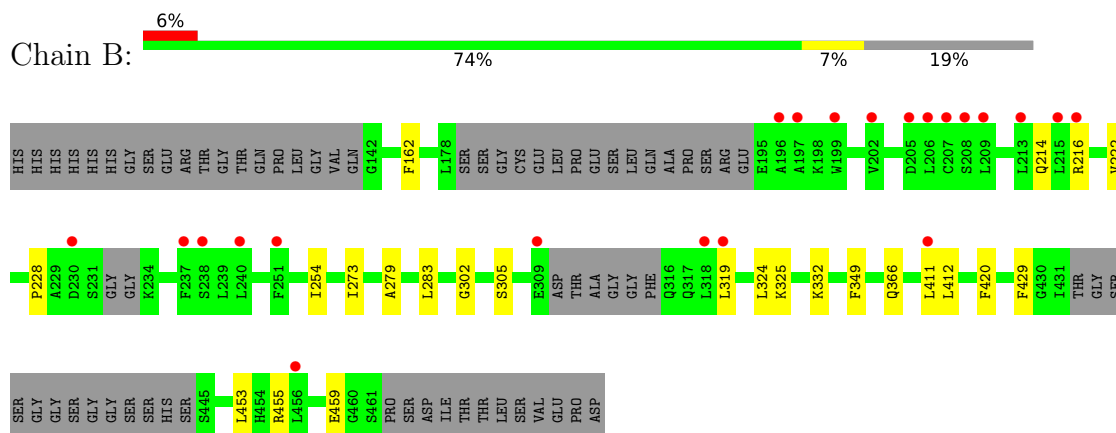 6%
Chain B:
74% 7% 19%
HIS HIS HIS HIS HIS HIS GLY SER GLU ARG THR GLY THR GLN PRO LEU GLY VAL GLN G142 F162 L178 SER SER GLY CYS GLU LEU PRO GLU SER LEU GLN ALA PRO SER ARG GLU E195 A196 A197 K198 W199 V202 D205 L206 C207 S208 L209 L213 Q214 L215 R216
P228 A229 D230 S231 GLY GLY K234 F237 S238 L239 L240 F251 I254 I273 A279 L283 G302 S305 E309 ASP THR ALA GLY GLY PHE Q316 Q317 L318 L319 L324 K325 K332 F349 Q366 L411 L412 F420 F429 G430 I431 THR GLY SER
SER GLY GLY SER GLY GLY SER SER HIS SER S445 L453 H454 R455 L456 E459 G460 S461 PRO SER ASP ILE THR THR LEU SER VAL GLU PRO ASP